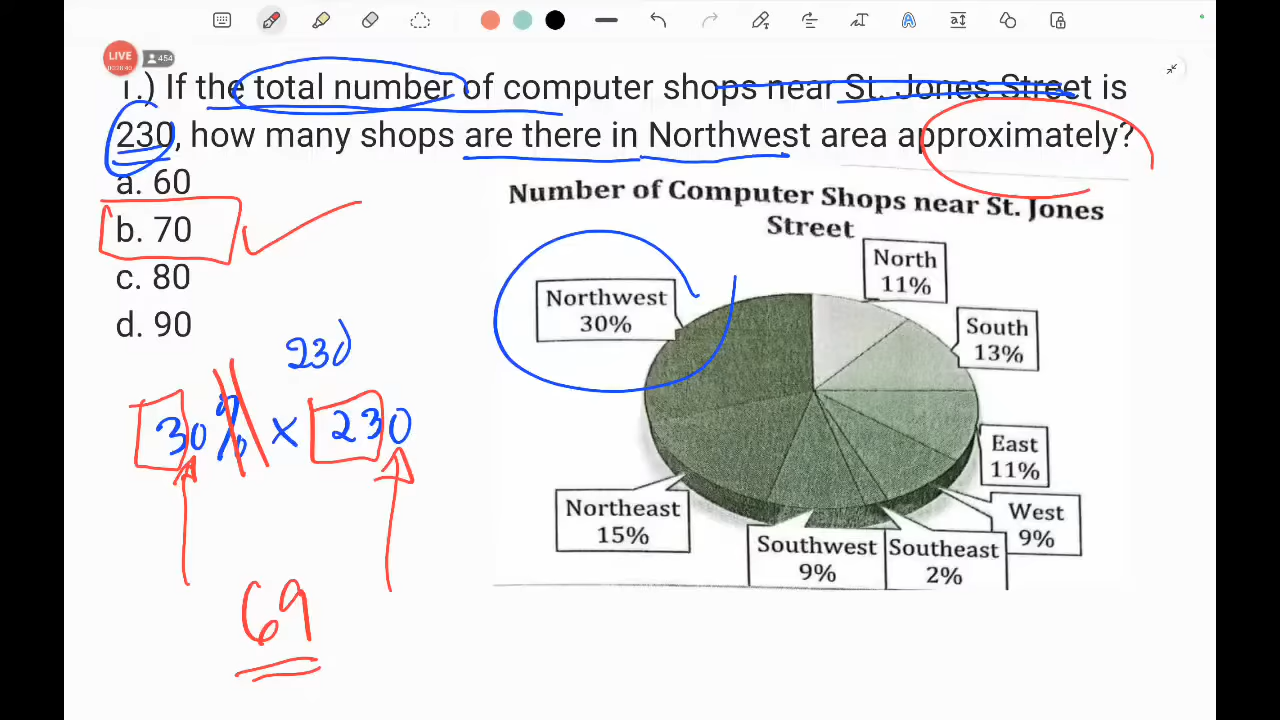 LIVE
454
1.) If the total number of computer shops near St. Jones Street is
230, how many shops are there in Northwest area approximately?
a. 60
b. 70
c. 80
d. 90
Number of Computer Shops near St. Jones
Street
North
11%
Northwest
30%
South
13%
230
30% x 230
East
11%
Northeast
15%
West
9%
Southwest
9%
Southeast
2%
69